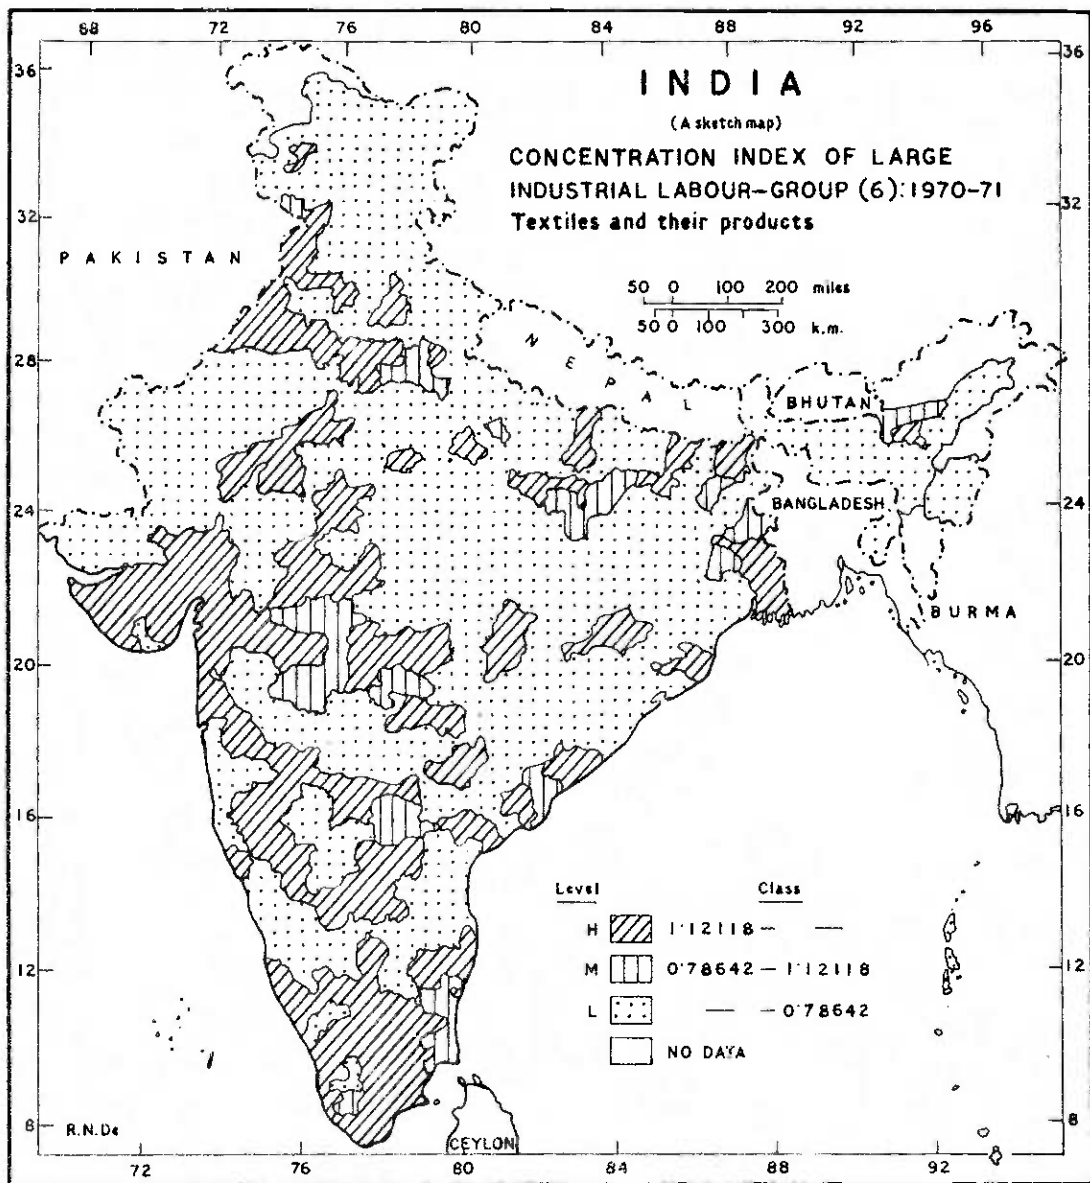 68 72 76 80 84 88 92 96
INDIA
(A sketch map)
CONCENTRATION INDEX OF LARGE
INDUSTRIAL LABOUR-GROUP (6): 1970-71
Textiles and their products
50 0 100 200 miles
50 0 100 300 k.m.
PAKISTAN
NEPAL
BHUTAN
BANGLADESH
BURMA
CEYLON
36
32
28
24
20
16
12
8
36
32
28
24
20
16
12
8
Level Class
H 1·12118 – —
M 0·78642 – 1·12118
L — – 0·78642
NO DATA
R.N.De
72 76 80 84 88 92